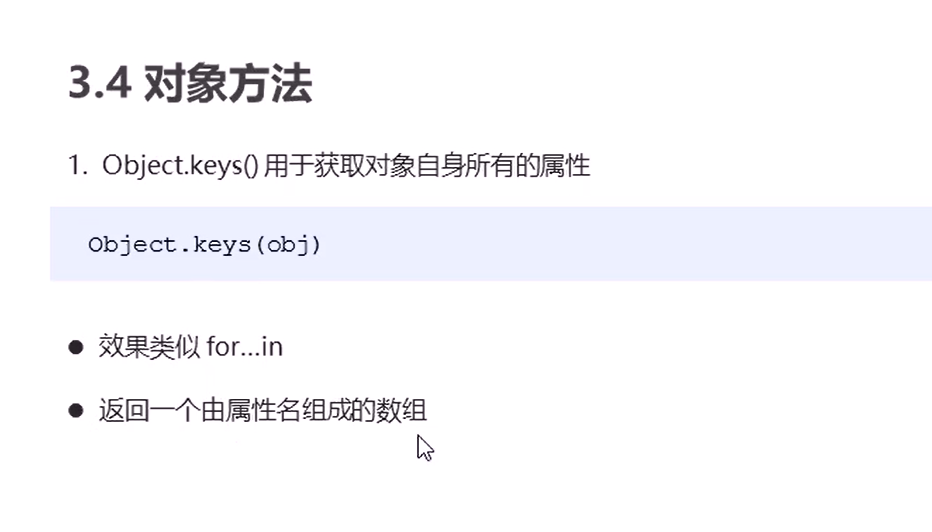 3.4 对象方法
1. Object.keys() 用于获取对象自身所有的属性
Object.keys(obj)
● 效果类似 for...in
● 返回一个由属性名组成的数组